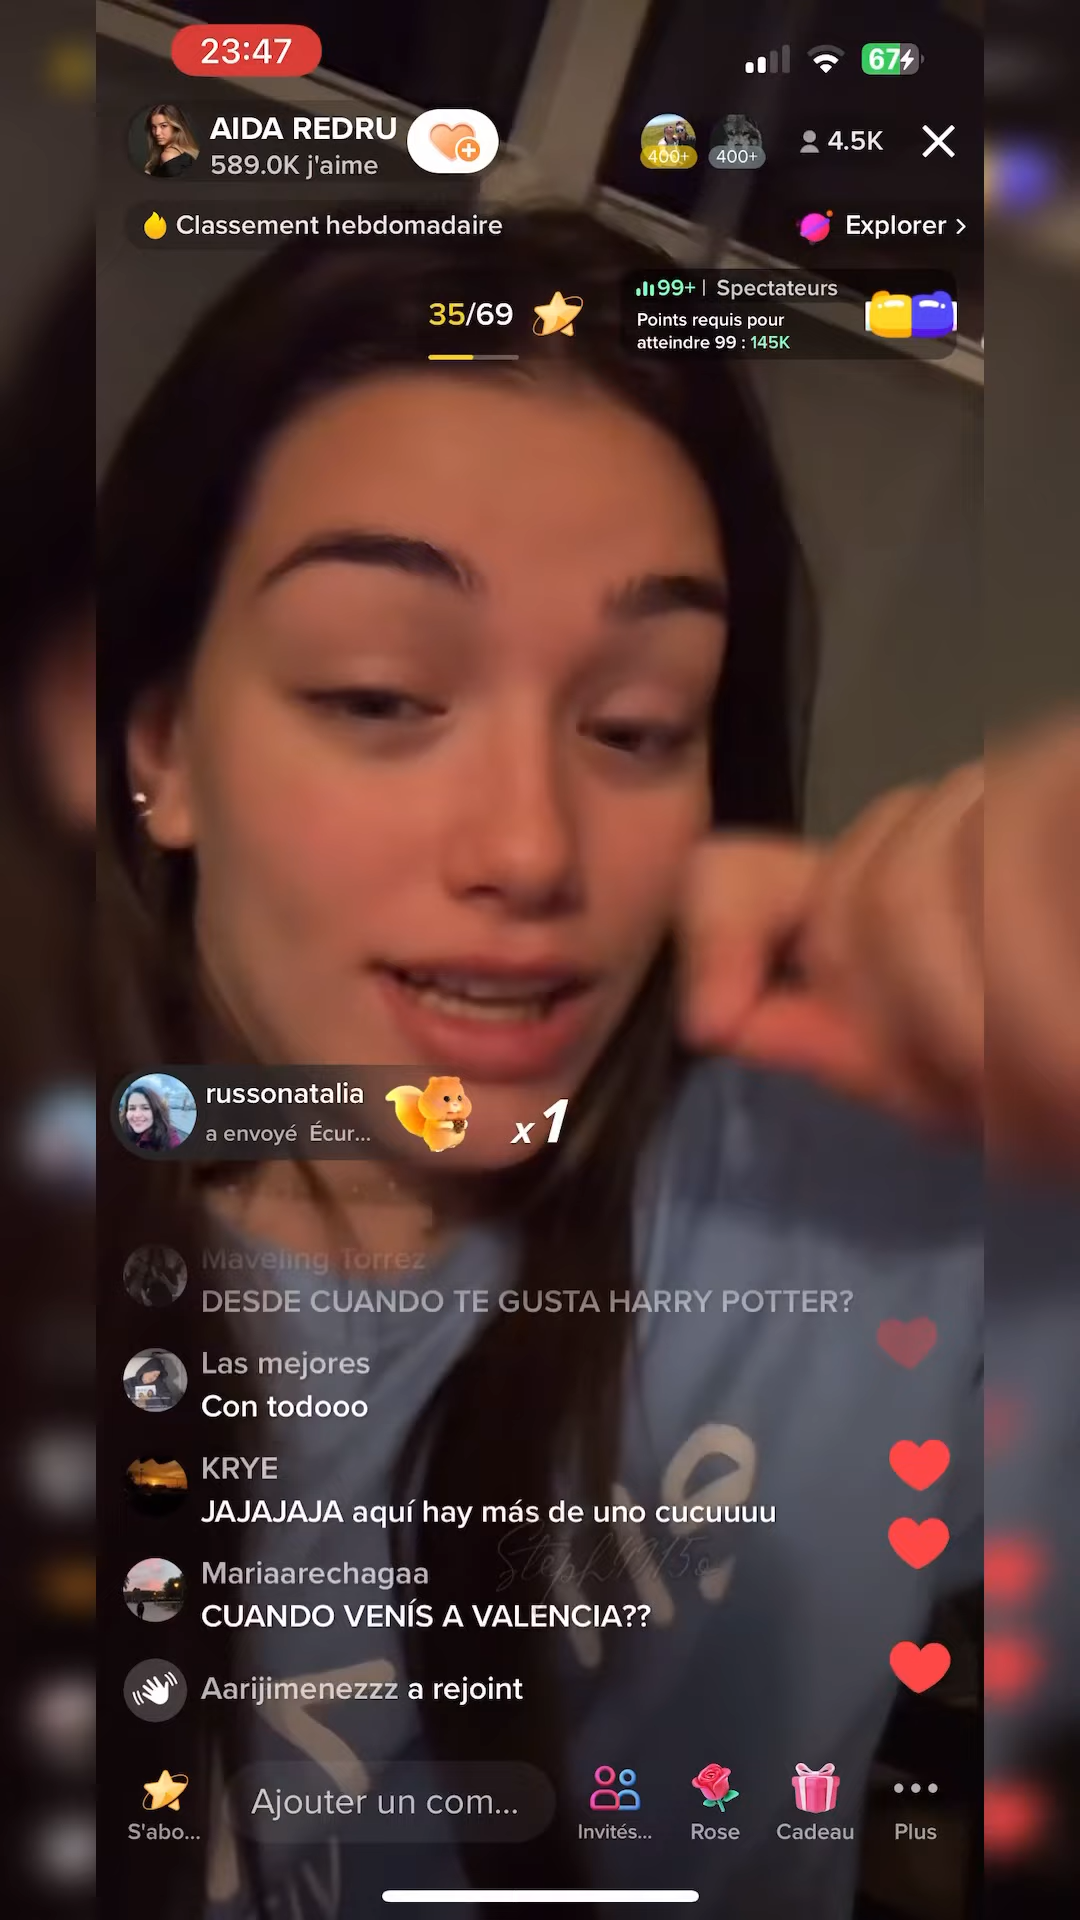 23:47
67
AIDA REDRU
589.0K j'aime
400+
400+
4.5K
Classement hebdomadaire
Explorer >
35/69
99+ | Spectateurs
Points requis pour
atteindre 99 : 145K
russonatalia
a envoyé Écur...
x1
Maveling Torrez
DESDE CUANDO TE GUSTA HARRY POTTER?
Las mejores
Con todooo
KRYE
JAJAJAJA aquí hay más de uno cucuuuu
Mariaarechagaa
CUANDO VENÍS A VALENCIA??
Aarijimenezzz a rejoint
S'abo...
Ajouter un com...
Invités...
Rose
Cadeau
Plus